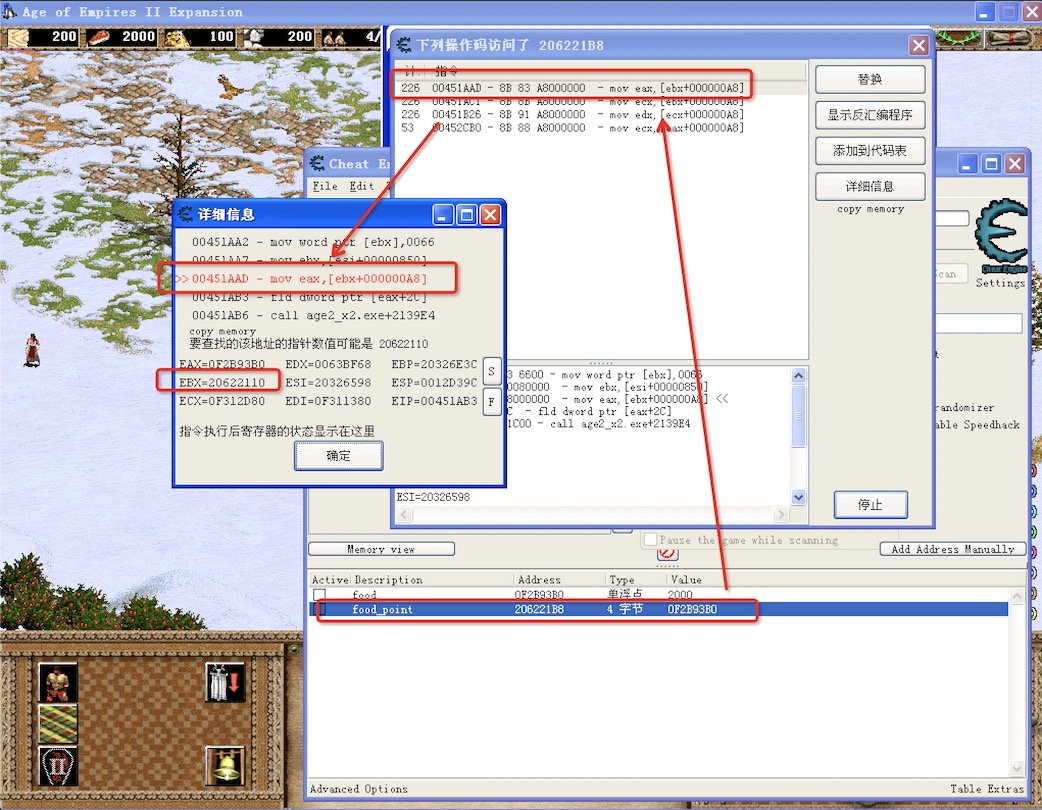 Age of Empires II Expansion
200
2000
100
200
4/
下列操作码访问了 206221B8
计. 指令
226 00451AAD - 8B 83 A8000000 - mov eax,[ebx+000000A8]
226 00451AC1 - 8B 8B A8000000 - mov ecx,[ebx+000000A8]
226 00451B26 - 8B 91 A8000000 - mov edx,[ecx+000000A8]
53 00452CB0 - 8B 88 A8000000 - mov ecx,[eax+000000A8]
替换
显示反汇编程序
添加到代码表
详细信息
copy memory
停止
Cheat En
File Edit
详细信息
00451AA2 - mov word ptr [ebx],0066
00451AA7 - mov ebx,[esi+00000850]
>>00451AAD - mov eax,[ebx+000000A8]
00451AB3 - fld dword ptr [eax+2C]
00451AB6 - call age2_x2.exe+2139E4
copy memory
要查找的该地址的指针数值可能是 20622110
EAX=0F2B93B0 EDX=0063BF68 EBP=20326E3C
S
EBX=20622110 ESI=20326598 ESP=0012D39C
ECX=0F312D80 EDI=0F311380 EIP=00451AB3
F
指令执行后寄存器的状态显示在这里
确定
3 6600 - mov word ptr [ebx],0066
0080000 - mov ebx,[esi+00000850]
8000000 - mov eax,[ebx+000000A8] <<
C - fld dword ptr [eax+2C]
1C00 - call age2_x2.exe+2139E4
ESI=20326598
Cheat Engine
Settings
can
randomizer
able Speedhack
Pause the game while scanning
Memory view
Add Address Manually
Active Description Address Type Value
food 0F2B93B0 单浮点 2000
food_point 206221B8 4 字节 0F2B93B0
II
Advanced Options
Table Extras